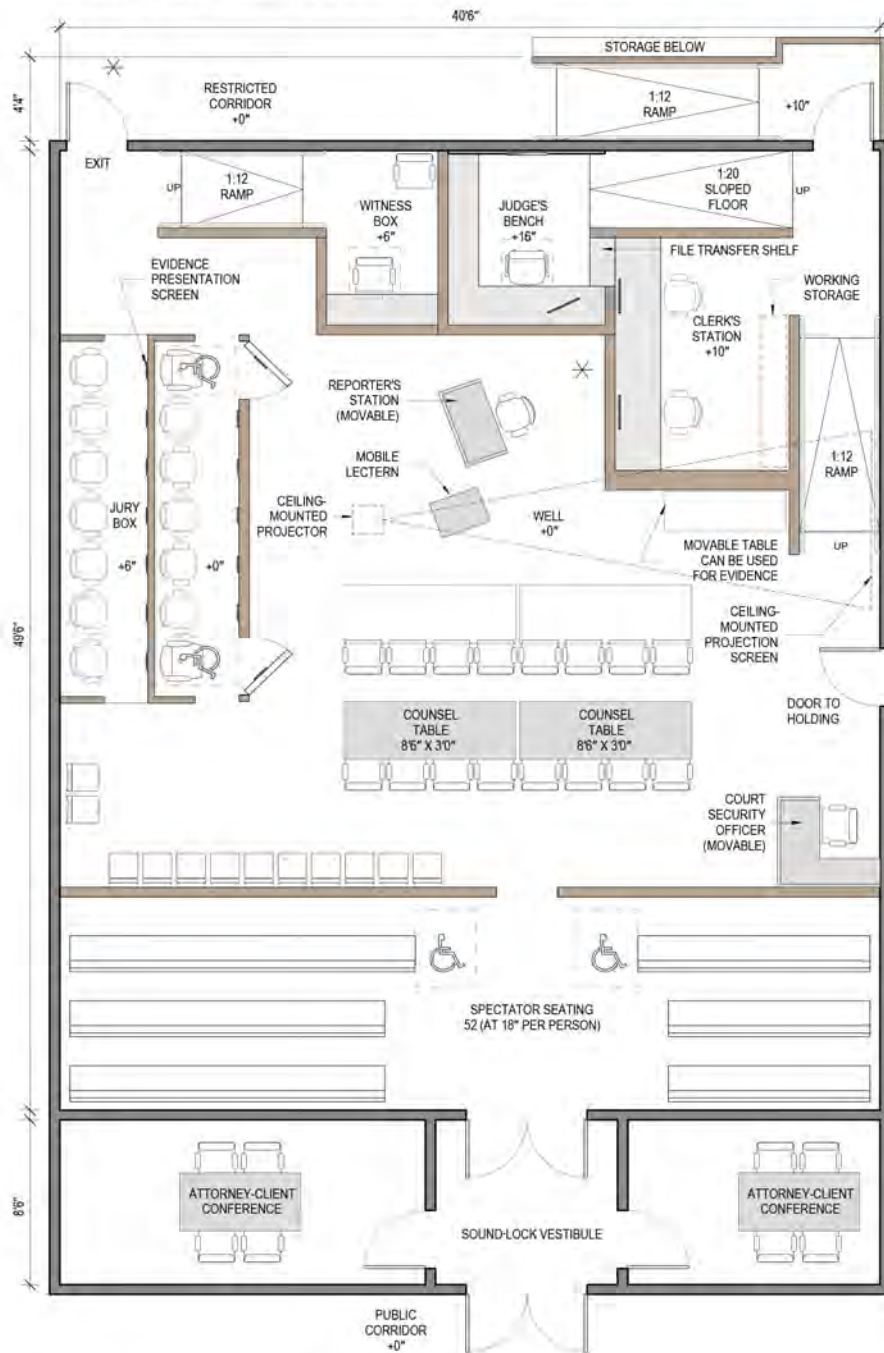 40'6"
STORAGE BELOW
4'4"
RESTRICTED
CORRIDOR
+0"
1:12
RAMP
+10"
EXIT
UP
1:12
RAMP
WITNESS
BOX
+6"
JUDGE'S
BENCH
+16"
1:20
SLOPED
FLOOR
UP
FILE TRANSFER SHELF
EVIDENCE
PRESENTATION
SCREEN
WORKING
STORAGE
CLERK'S
STATION
+10"
REPORTER'S
STATION
(MOVABLE)
MOBILE
LECTERN
1:12
RAMP
CEILING-
MOUNTED
PROJECTOR
JURY
BOX
+6"
+0"
WELL
+0"
UP
MOVABLE TABLE
CAN BE USED
FOR EVIDENCE
CEILING-
MOUNTED
PROJECTION
SCREEN
49'6"
DOOR TO
HOLDING
COUNSEL
TABLE
8'6" X 3'0"
COUNSEL
TABLE
8'6" X 3'0"
COURT
SECURITY
OFFICER
(MOVABLE)
SPECTATOR SEATING
52 (AT 18" PER PERSON)
8'6"
ATTORNEY-CLIENT
CONFERENCE
ATTORNEY-CLIENT
CONFERENCE
SOUND-LOCK VESTIBULE
PUBLIC
CORRIDOR
+0"